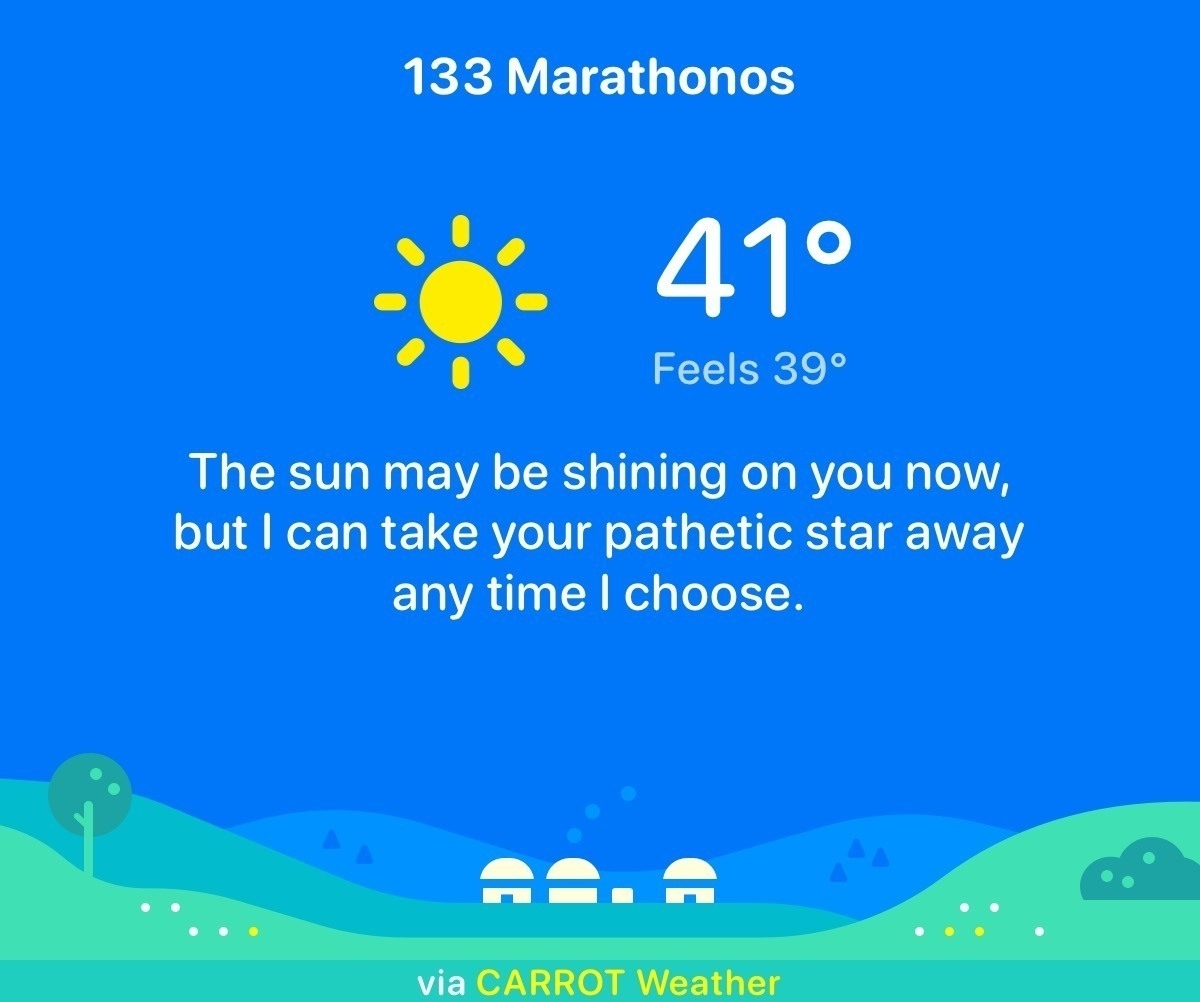 133 Marathonos
41°
Feels 39°
The sun may be shining on you now,
but I can take your pathetic star away
any time I choose.
via CARROT Weather